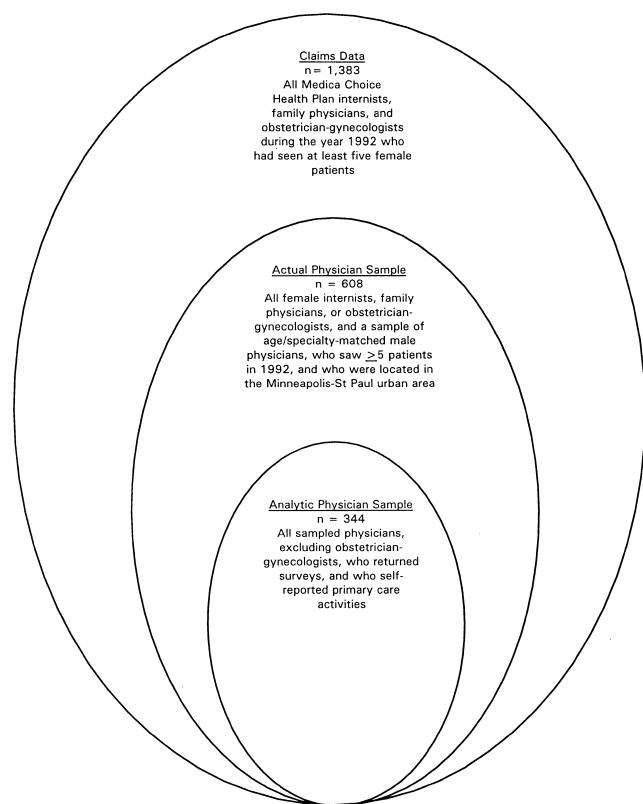 Claims Data
n= 1,383
All Medica Choice
Health Plan internists,
family physicians, and
obstetrician-gynecologists
during the year 1992 who
had seen at least five female
patients
Actual Physician Sample
n = 608
All female internists, family
physicians, or obstetrician-
gynecologists, and a sample of
age/specialty-matched male
physicians, who saw ≥5 patients
in 1992, and who were located in
the Minneapolis-St Paul urban area
Analytic Physician Sample
n = 344
All sampled physicians,
excluding obstetrician-
gynecologists, who returned
surveys, and who self-
reported primary care
activities